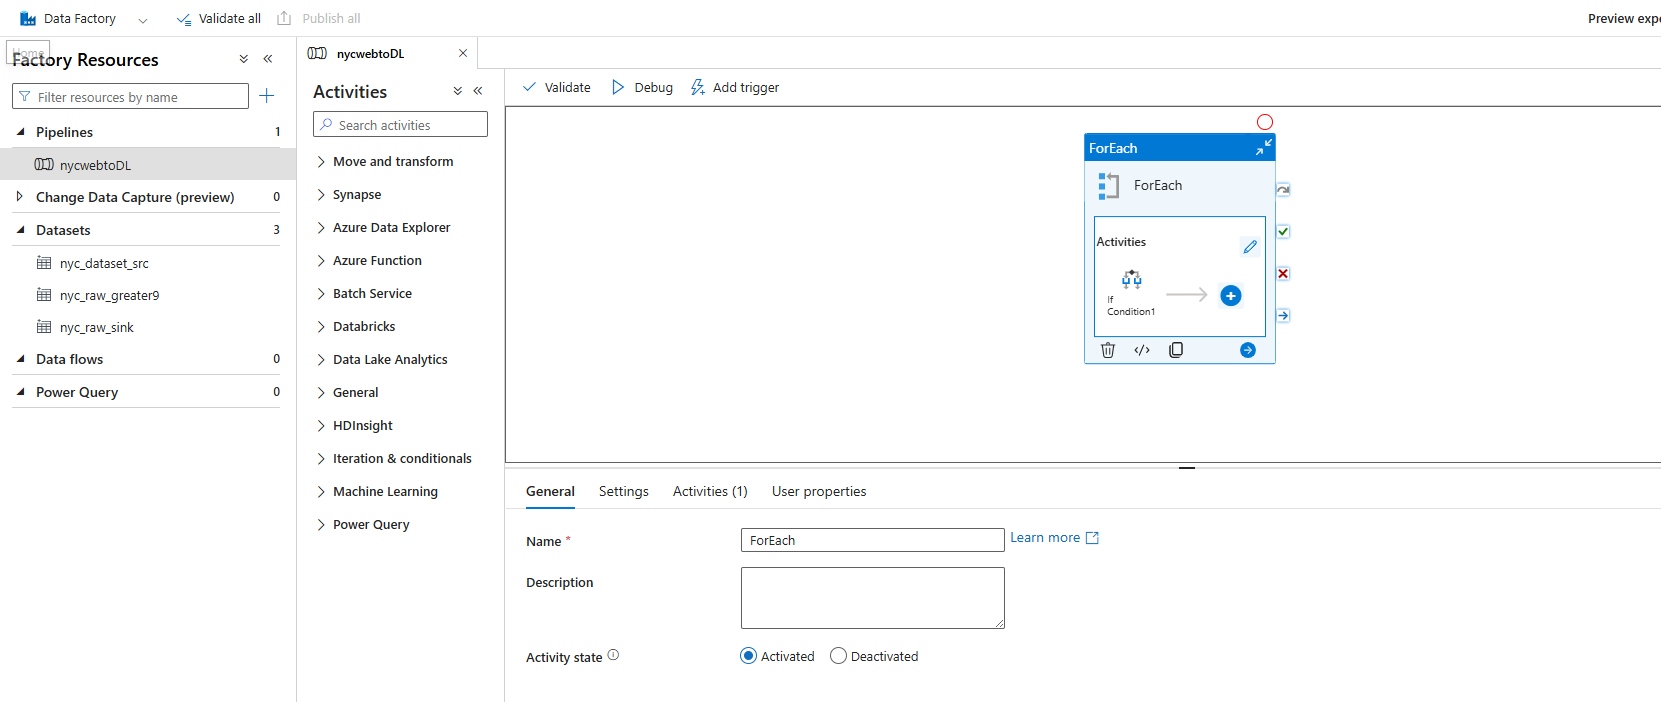 Data Factory
Validate all
Publish all
Preview expe
Home
Factory Resources
Filter resources by name
Pipelines 1
nycwebtoDL
Change Data Capture (preview) 0
Datasets 3
nyc_dataset_src
nyc_raw_greater9
nyc_raw_sink
Data flows 0
Power Query 0
nycwebtoDL
Activities
Search activities
Move and transform
Synapse
Azure Data Explorer
Azure Function
Batch Service
Databricks
Data Lake Analytics
General
HDInsight
Iteration & conditionals
Machine Learning
Power Query
Validate
Debug
Add trigger
ForEach
ForEach
Activities
If
Condition1
General
Settings
Activities (1)
User properties
Name *
ForEach
Learn more
Description
Activity state
Activated
Deactivated